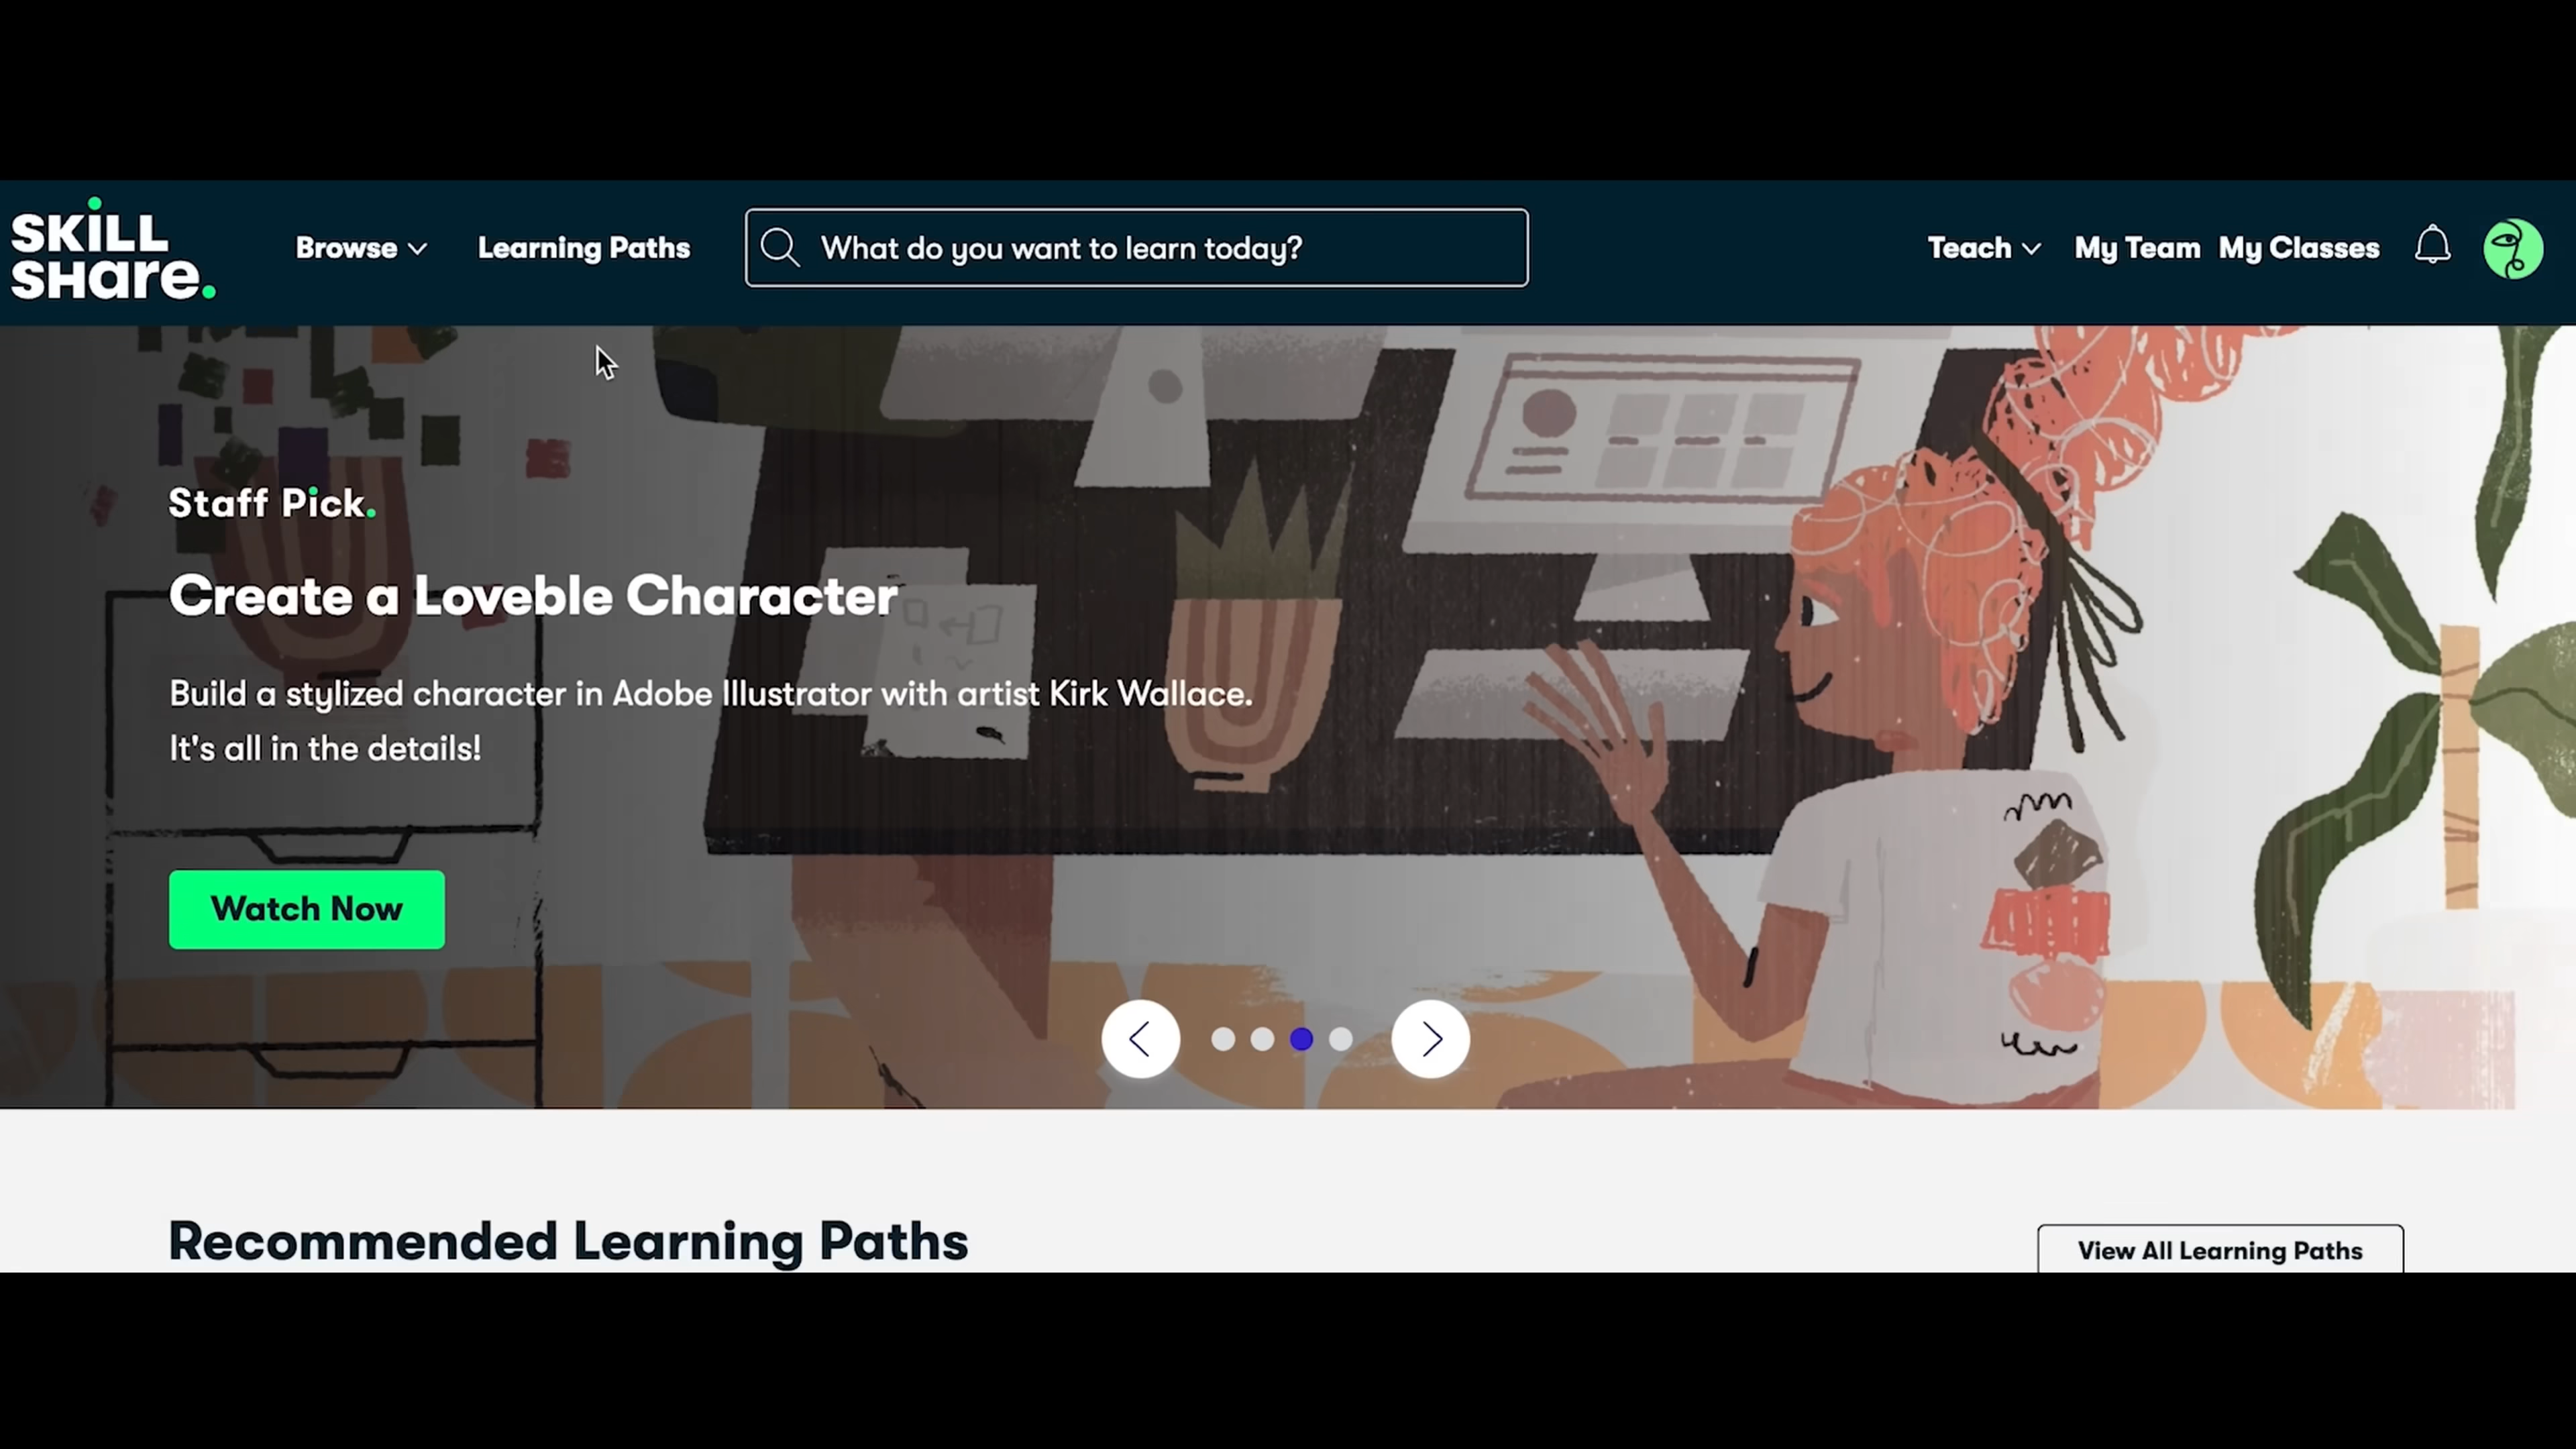 SKILL
SHare.
Browse
Learning Paths
What do you want to learn today?
Teach
My Team
My Classes
Staff Pick.
Create a Loveble Character
Build a stylized character in Adobe Illustrator with artist Kirk Wallace.
It's all in the details!
Watch Now
Recommended Learning Paths
View All Learning Paths